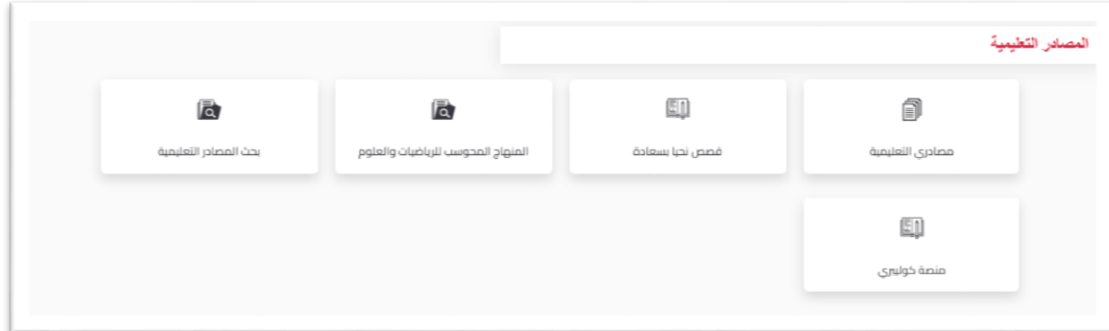 المصادر التعليمية
مصادري التعليمية
قصص نحيا بسعادة
المنهاج المحوسب للرياضيات والعلوم
بحث المصادر التعليمية
منصة كوليبري